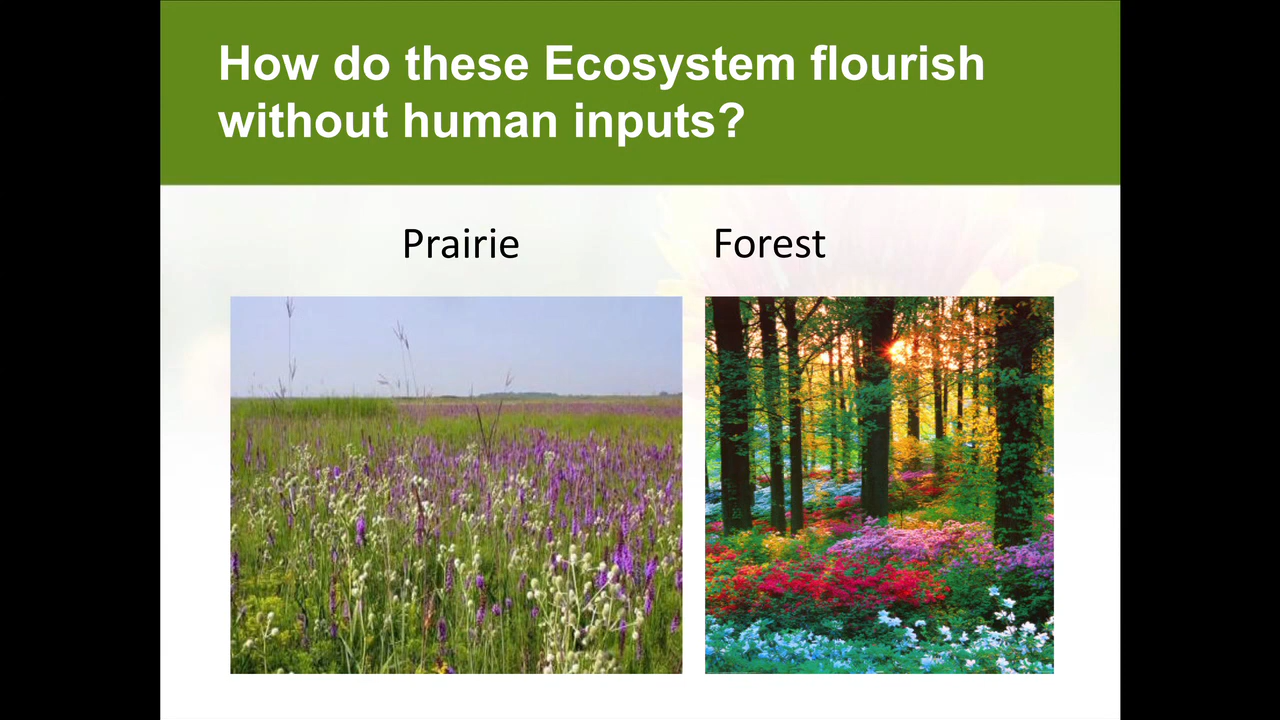 How do these Ecosystem flourish
without human inputs?
Prairie
Forest